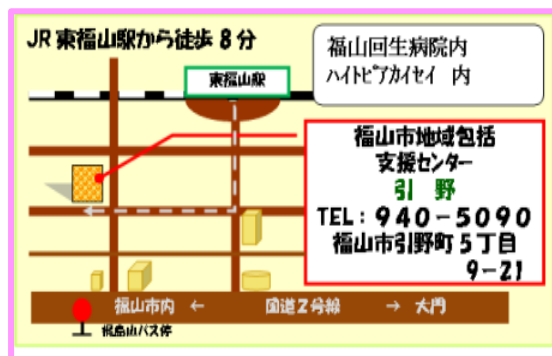 JR 東福山駅から徒歩 8 分
福山回生病院内
ハイトピアカイセイ 内
東福山駅
福山市地域包括
支援センター
引 野
TEL：940－5090
福山市引野町５丁目
9－21
福山市内 ← 国道２号線 → 大門
飛島山バス停